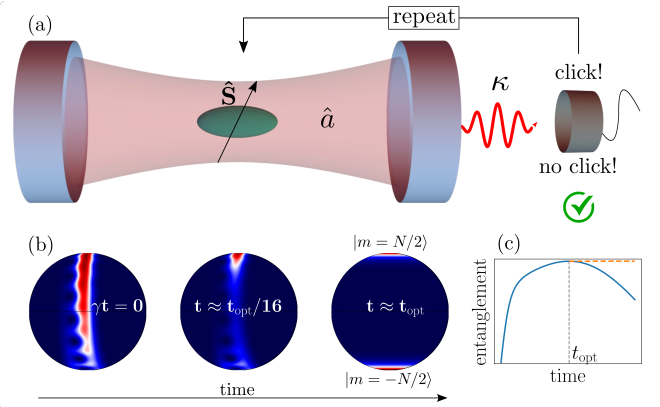 (a)
repeat
Ŝ
â
κ
click!
no click!
(b)
γt = 0
t ≈ t_opt/16
|m = N/2⟩
t ≈ t_opt
|m = −N/2⟩
time
(c)
entanglement
t_opt
time